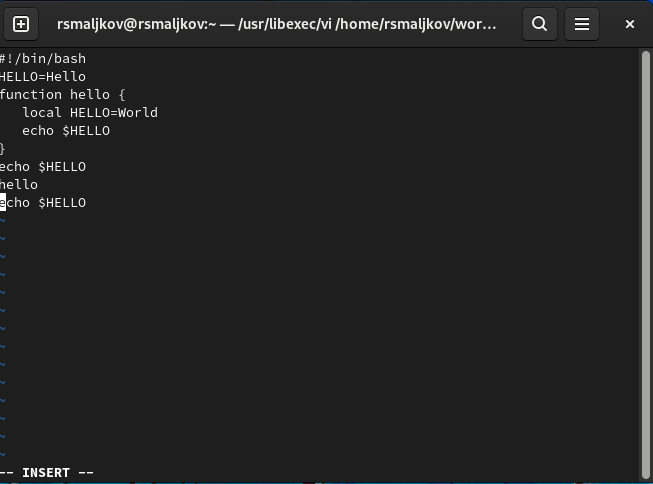 rsmaljkov@rsmaljkov:~ — /usr/libexec/vi /home/rsmaljkov/wor…
#!/bin/bash
HELLO=Hello
function hello {
   local HELLO=World
   echo $HELLO
}
echo $HELLO
hello
echo $HELLO
~
~
~
~
~
~
~
~
~
~
~
~
~
~
-- INSERT --